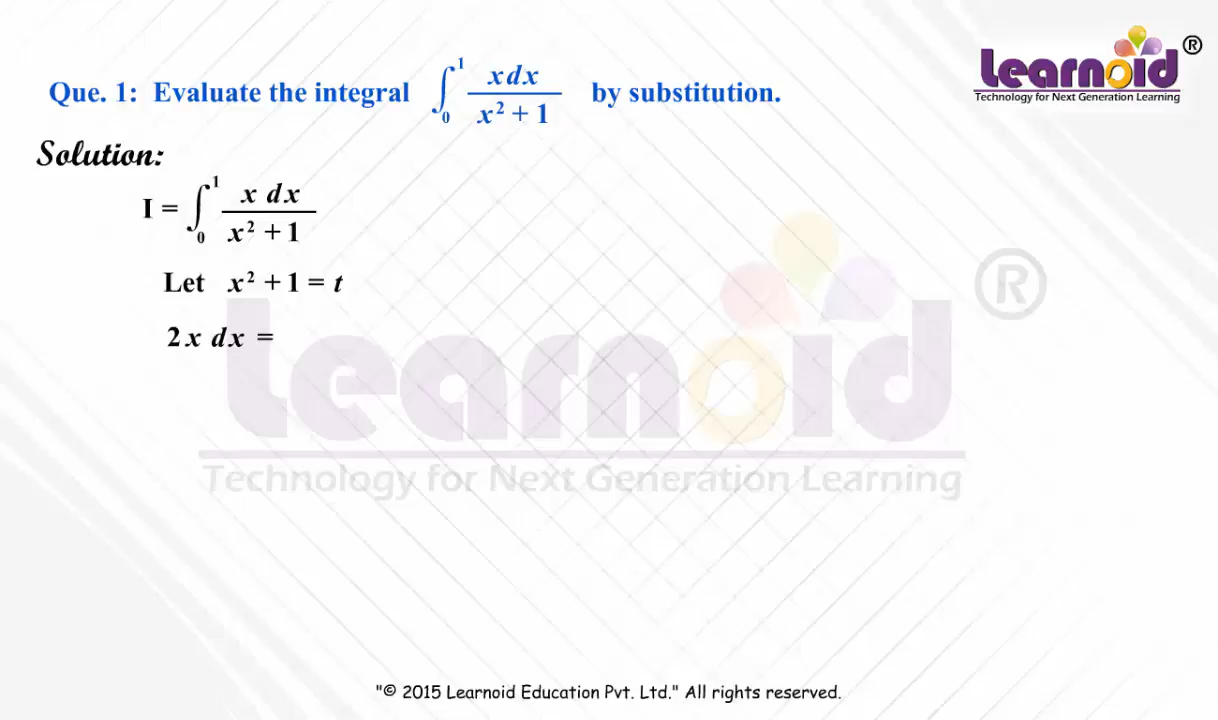 Learnoid ®
Technology for Next Generation Learning
Que. 1: Evaluate the integral ∫₀¹ xdx / x² + 1 by substitution.
Solution:
I = ∫₀¹ x dx / x² + 1
Let x² + 1 = t
2x dx =
Learnoid ®
Technology for Next Generation Learning
"© 2015 Learnoid Education Pvt. Ltd." All rights reserved.